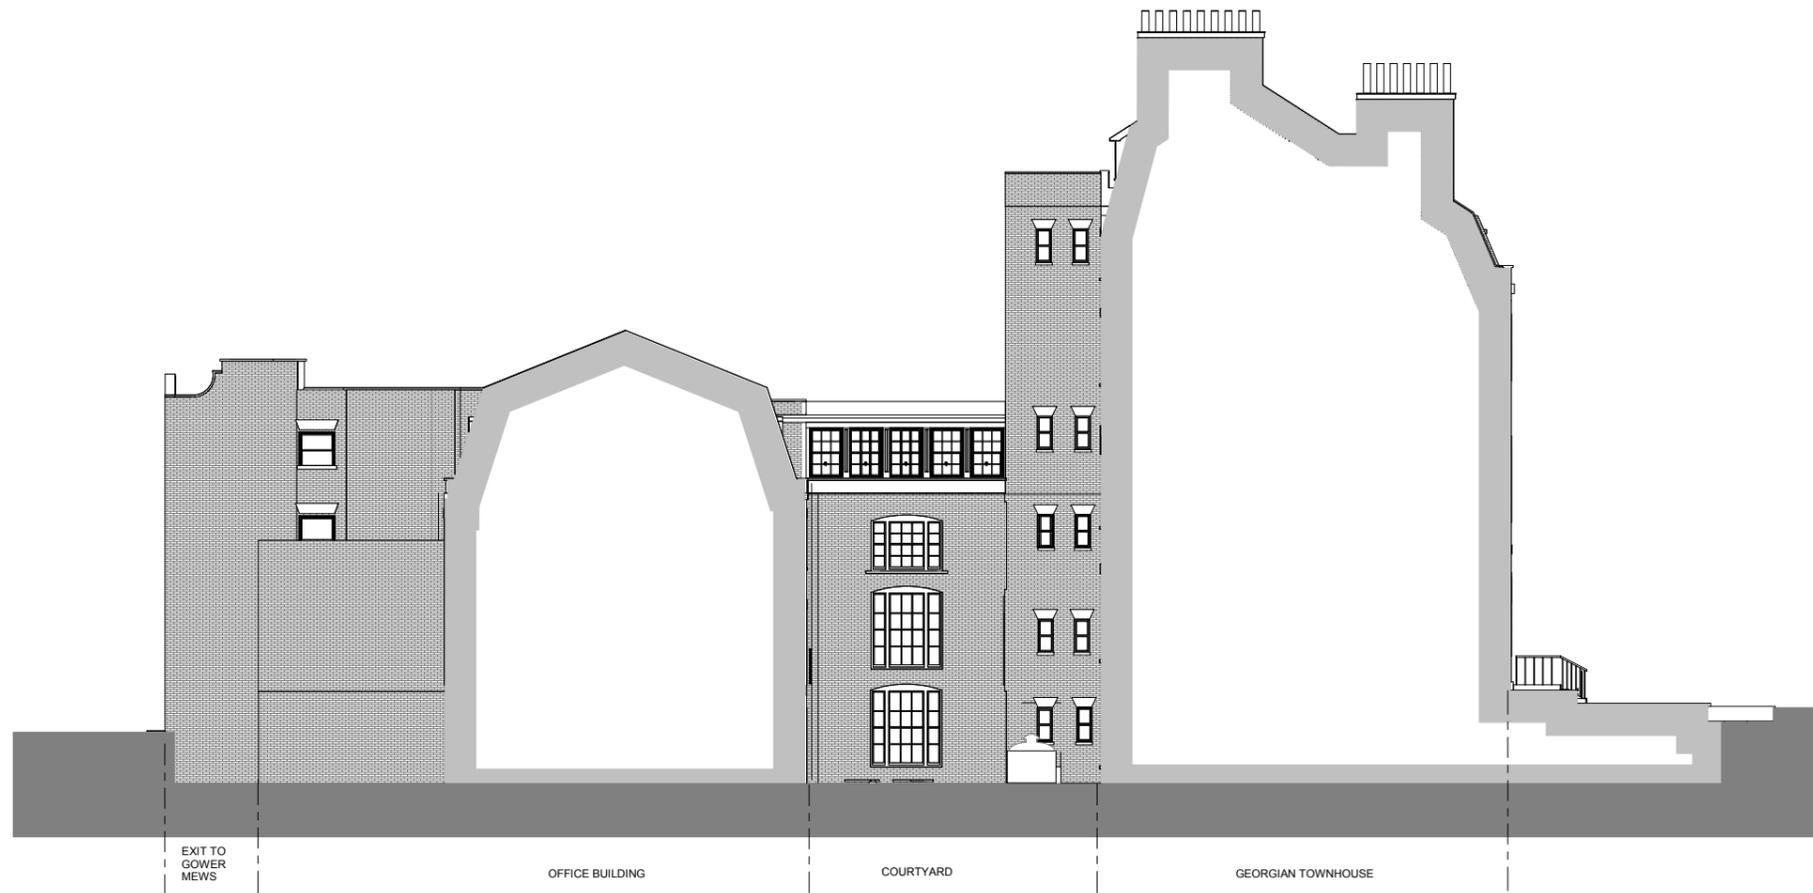 EXIT TO
GOWER
MEWS
OFFICE BUILDING
COURTYARD
GEORGIAN TOWNHOUSE